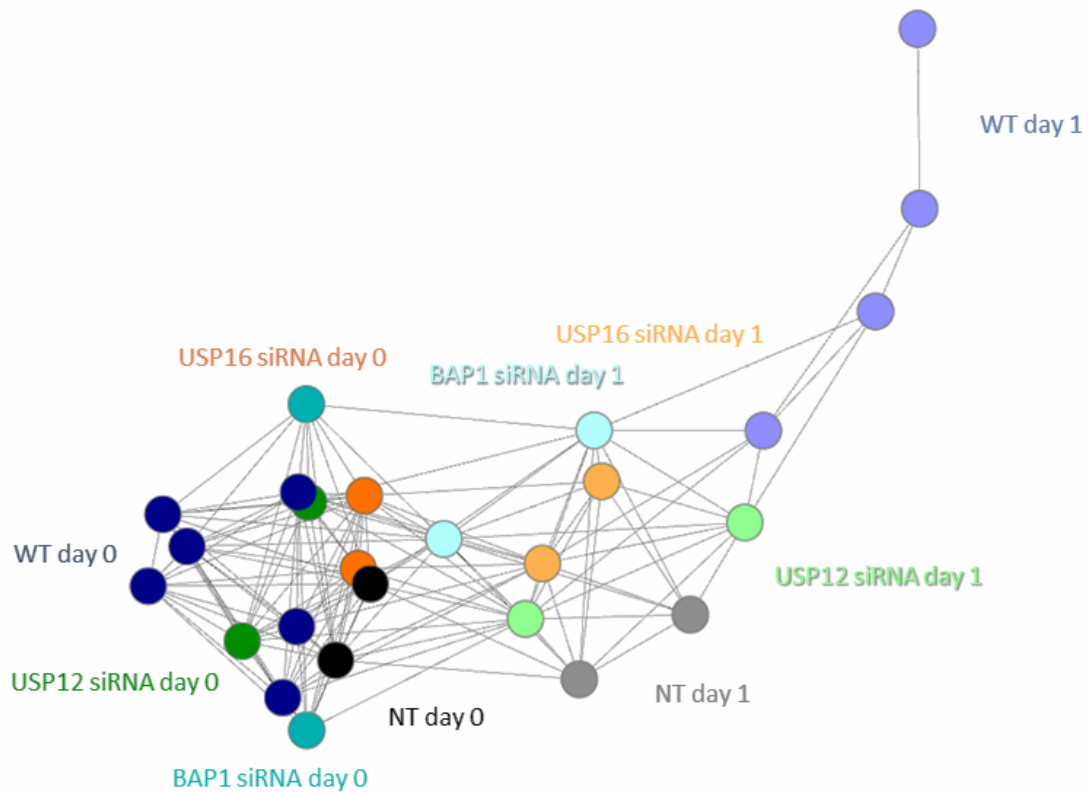 WT day 1
USP16 siRNA day 1
USP16 siRNA day 0
BAP1 siRNA day 1
WT day 0
USP12 siRNA day 1
USP12 siRNA day 0
NT day 1
NT day 0
BAP1 siRNA day 0